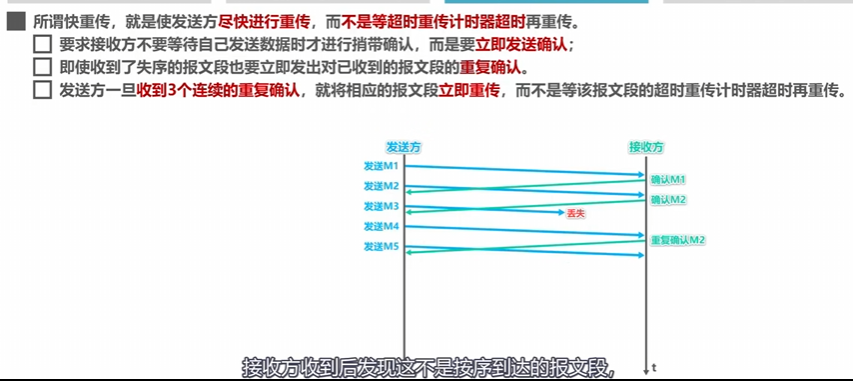 所谓快重传，就是使发送方尽快进行重传，而不是等超时重传计时器超时再重传。
要求接收方不要等待自己发送数据时才进行捎带确认，而是要立即发送确认；
即使收到了失序的报文段也要立即发出对已收到的报文段的重复确认。
发送方一旦收到3个连续的重复确认，就将相应的报文段立即重传，而不是等该报文段的超时重传计时器超时再重传。
发送方 接收方
发送M1
确认M1
发送M2
确认M2
发送M3
丢失
发送M4
重复确认M2
发送M5
接收方收到后发现这不是按序到达的报文段，
t